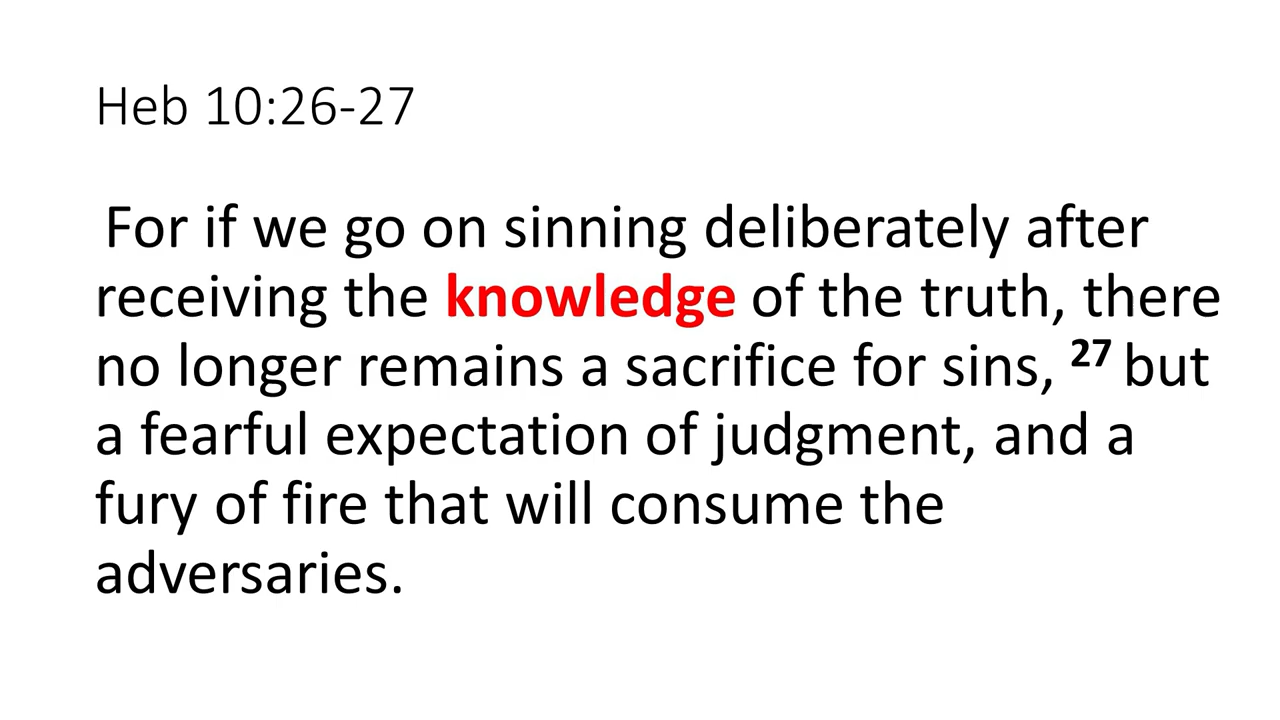 Heb 10:26-27
For if we go on sinning deliberately after
receiving the knowledge of the truth, there
no longer remains a sacrifice for sins, 27 but
a fearful expectation of judgment, and a
fury of fire that will consume the
adversaries.